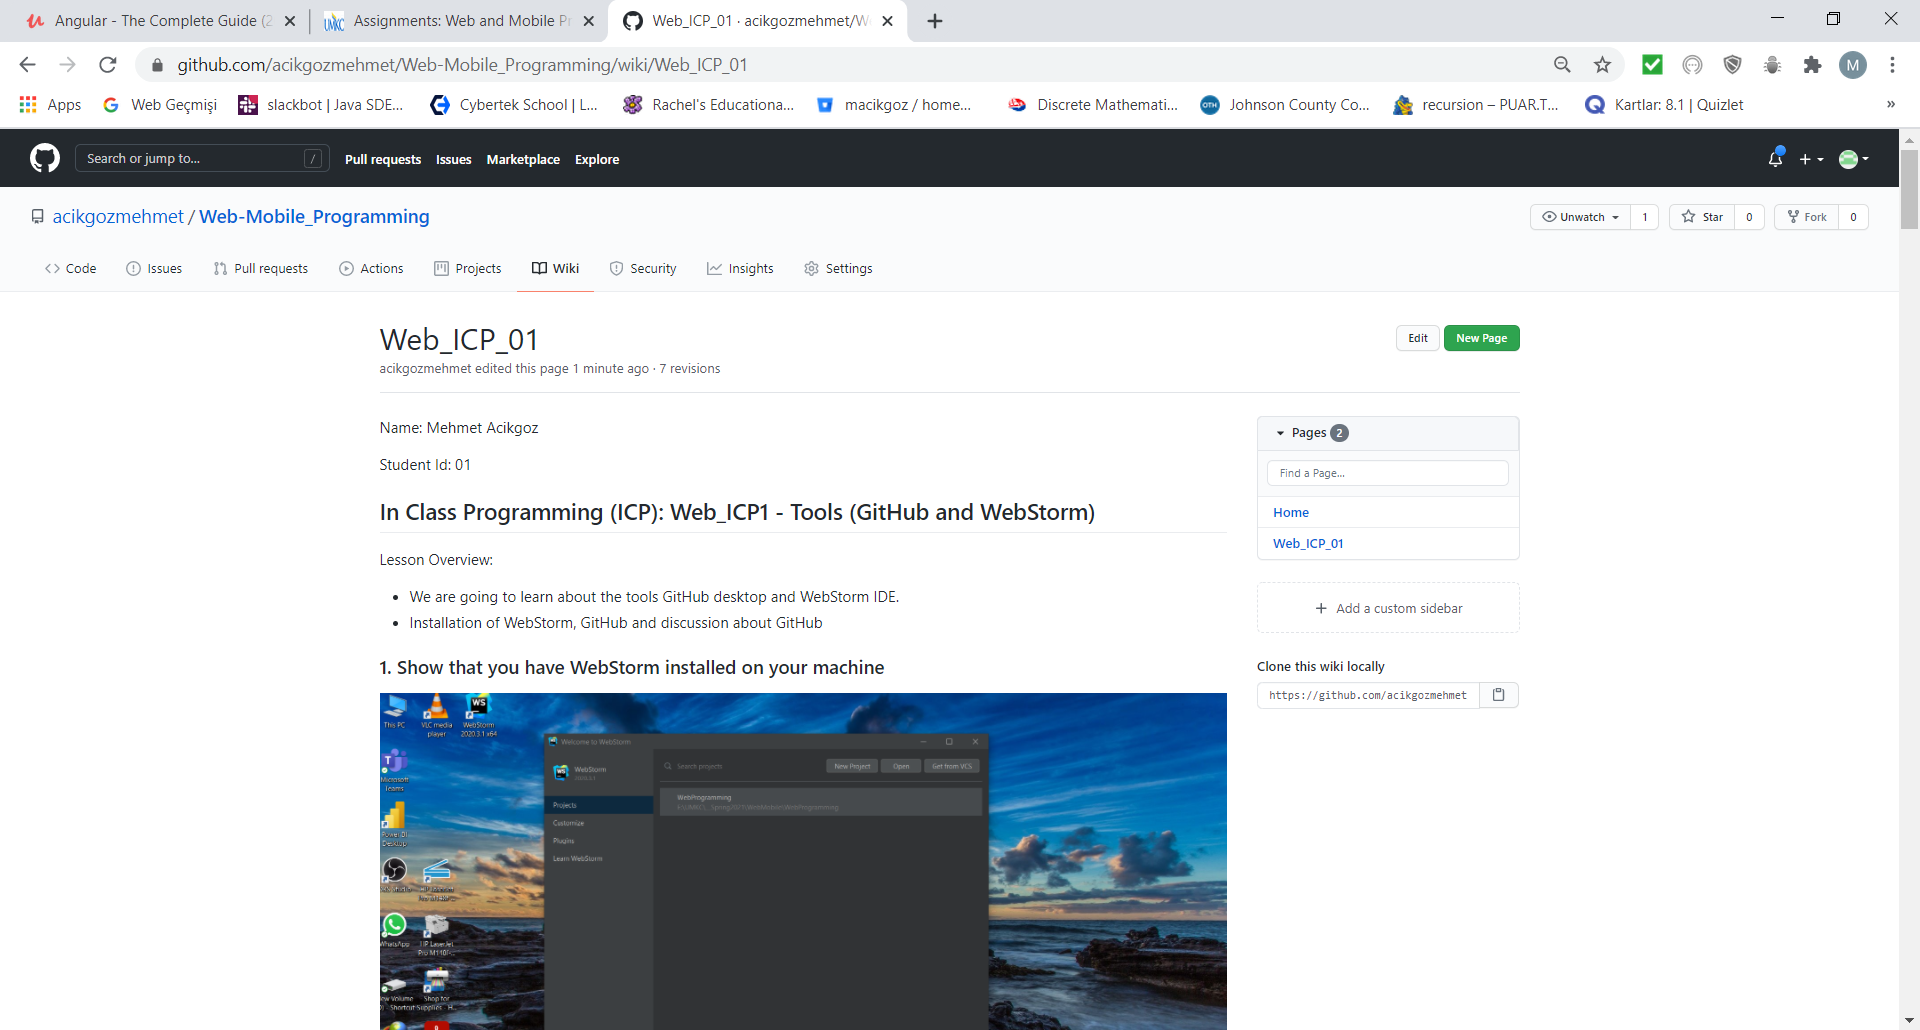 Angular - The Complete Guide (2
Assignments: Web and Mobile Pr
Web_ICP_01 · acikgozmehmet/W
github.com/acikgozmehmet/Web-Mobile_Programming/wiki/Web_ICP_01
M
Apps
Web Geçmişi
slackbot | Java SDE...
Cybertek School | L...
Rachel's Educationa...
macikgoz / home...
Discrete Mathemati...
Johnson County Co...
recursion – PUAR.T...
Kartlar: 8.1 | Quizlet
»
Search or jump to... /
Pull requests Issues Marketplace Explore
acikgozmehmet / Web-Mobile_Programming
Unwatch 1 Star 0 Fork 0
Code Issues Pull requests Actions Projects Wiki Security Insights Settings
Web_ICP_01
Edit New Page
acikgozmehmet edited this page 1 minute ago · 7 revisions
Name: Mehmet Acikgoz
Student Id: 01
In Class Programming (ICP): Web_ICP1 - Tools (GitHub and WebStorm)
Lesson Overview:
• We are going to learn about the tools GitHub desktop and WebStorm IDE.
• Installation of WebStorm, GitHub and discussion about GitHub
1. Show that you have WebStorm installed on your machine
Pages 2
Find a Page...
Home
Web_ICP_01
+ Add a custom sidebar
Clone this wiki locally
https://github.com/acikgozmehmet
This PC
VLC media
player
WebStorm
2020.3.1 x64
Microsoft
Teams
Power BI
Desktop
WhatsApp
HP LaserJet
Pro M110...
Shop for
Supplies - H...
Welcome to WebStorm
WebStorm
2020.3.1
Projects
Customize
Plugins
Learn WebStorm
Search projects
New Project
Open
Get from VCS
WebProgramming